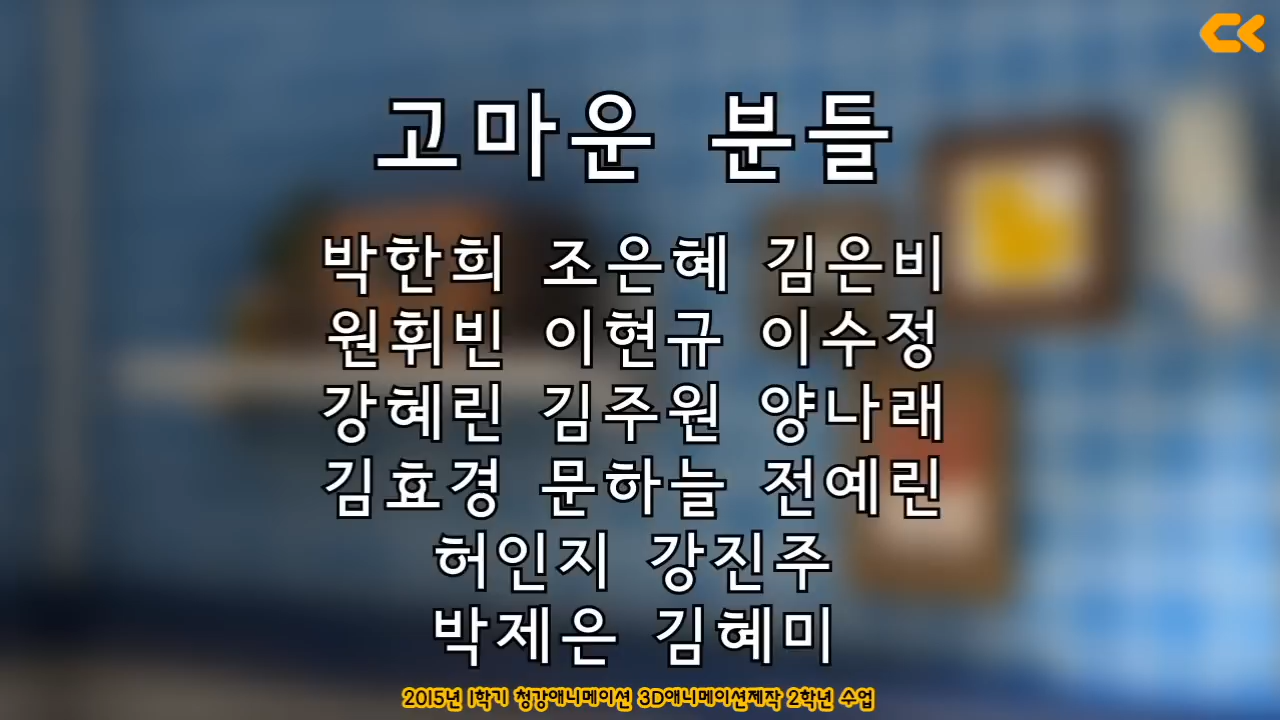 CK
고마운 분들
박한희 조은혜 김은비
원휘빈 이현규 이수정
강혜린 김주원 양나래
김효경 문하늘 전예린
허인지 강진주
박제은 김혜미
2015년 1학기 청강애니메이션 3D애니메이션제작 2학년 수업